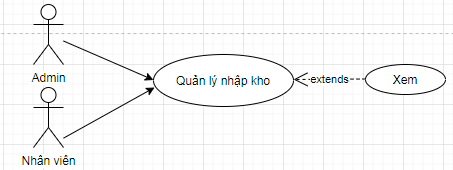 Admin
Quản lý nhập kho
extends
Xem
Nhân viên